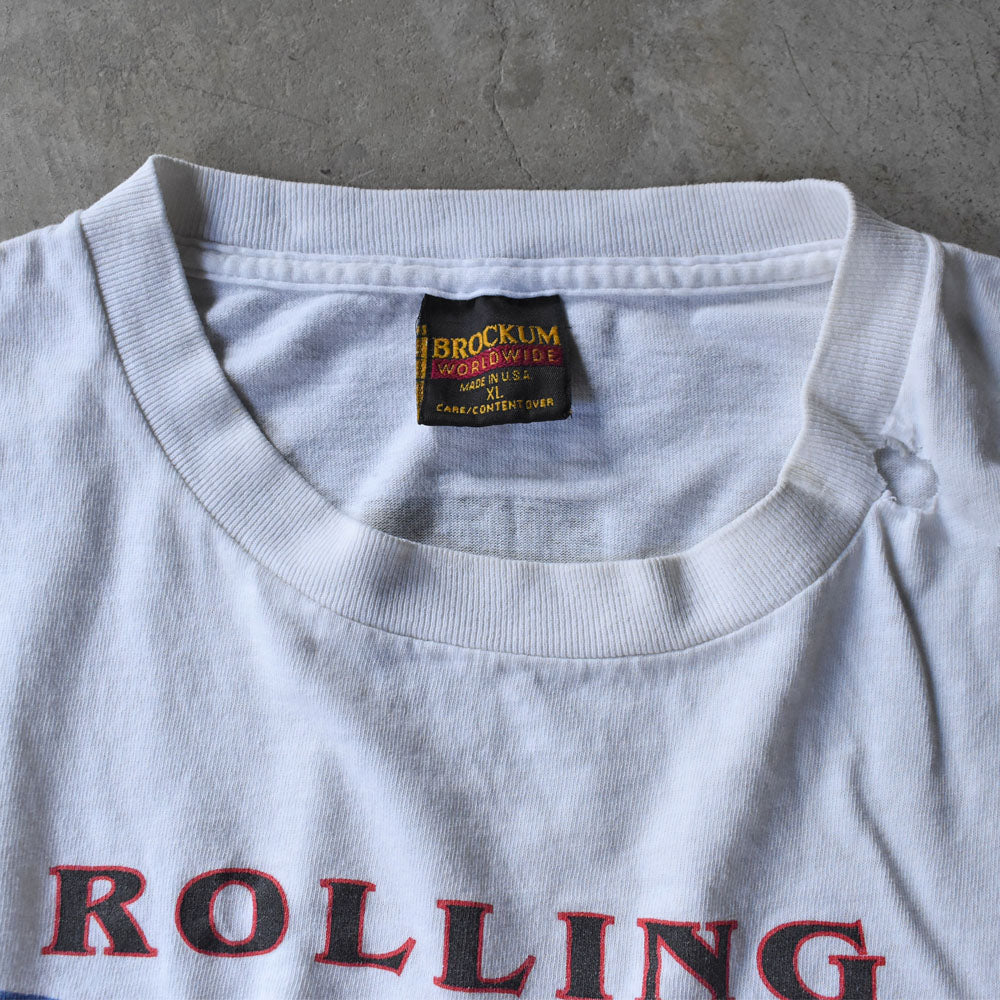 BROCKUM
WORLDWIDE
MADE IN U.S.A.
XL
CARE/CONTENT OVER
ROLLING